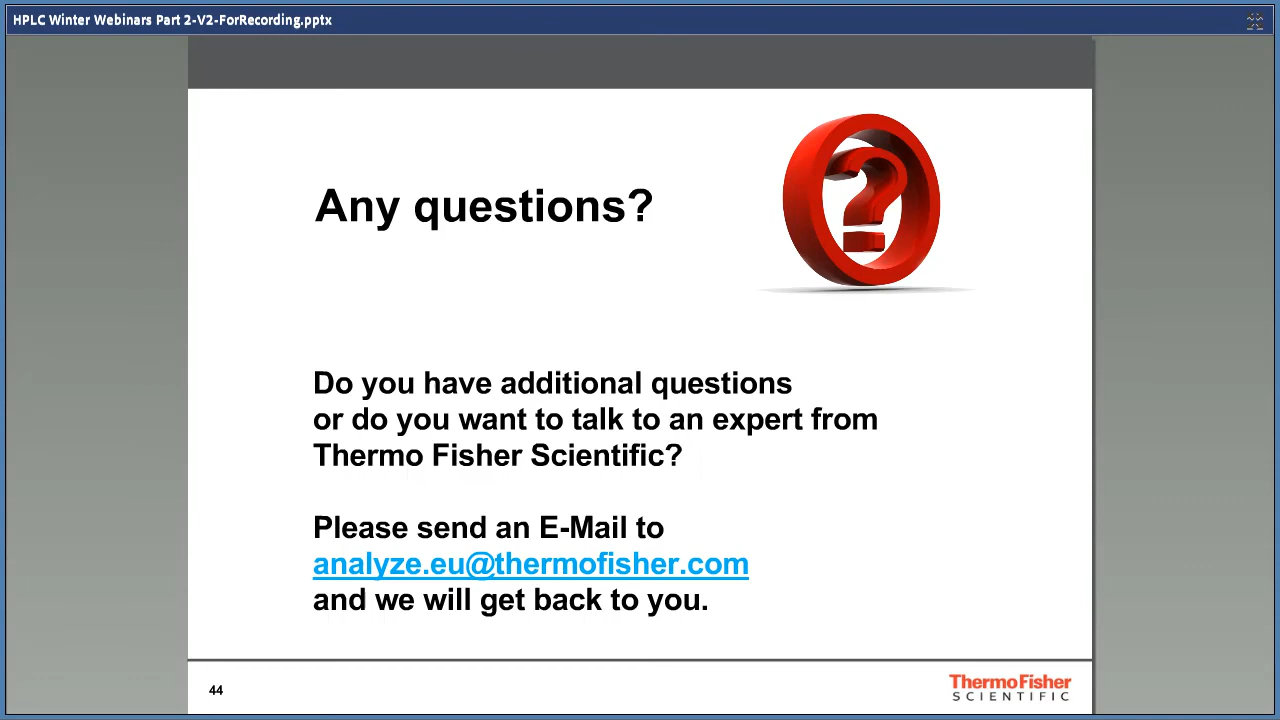 HPLC Winter Webinars Part 2-V2-ForRecording.pptx
Any questions?
Do you have additional questions
or do you want to talk to an expert from
Thermo Fisher Scientific?
Please send an E-Mail to
analyze.eu@thermofisher.com
and we will get back to you.
44
ThermoFisher
SCIENTIFIC